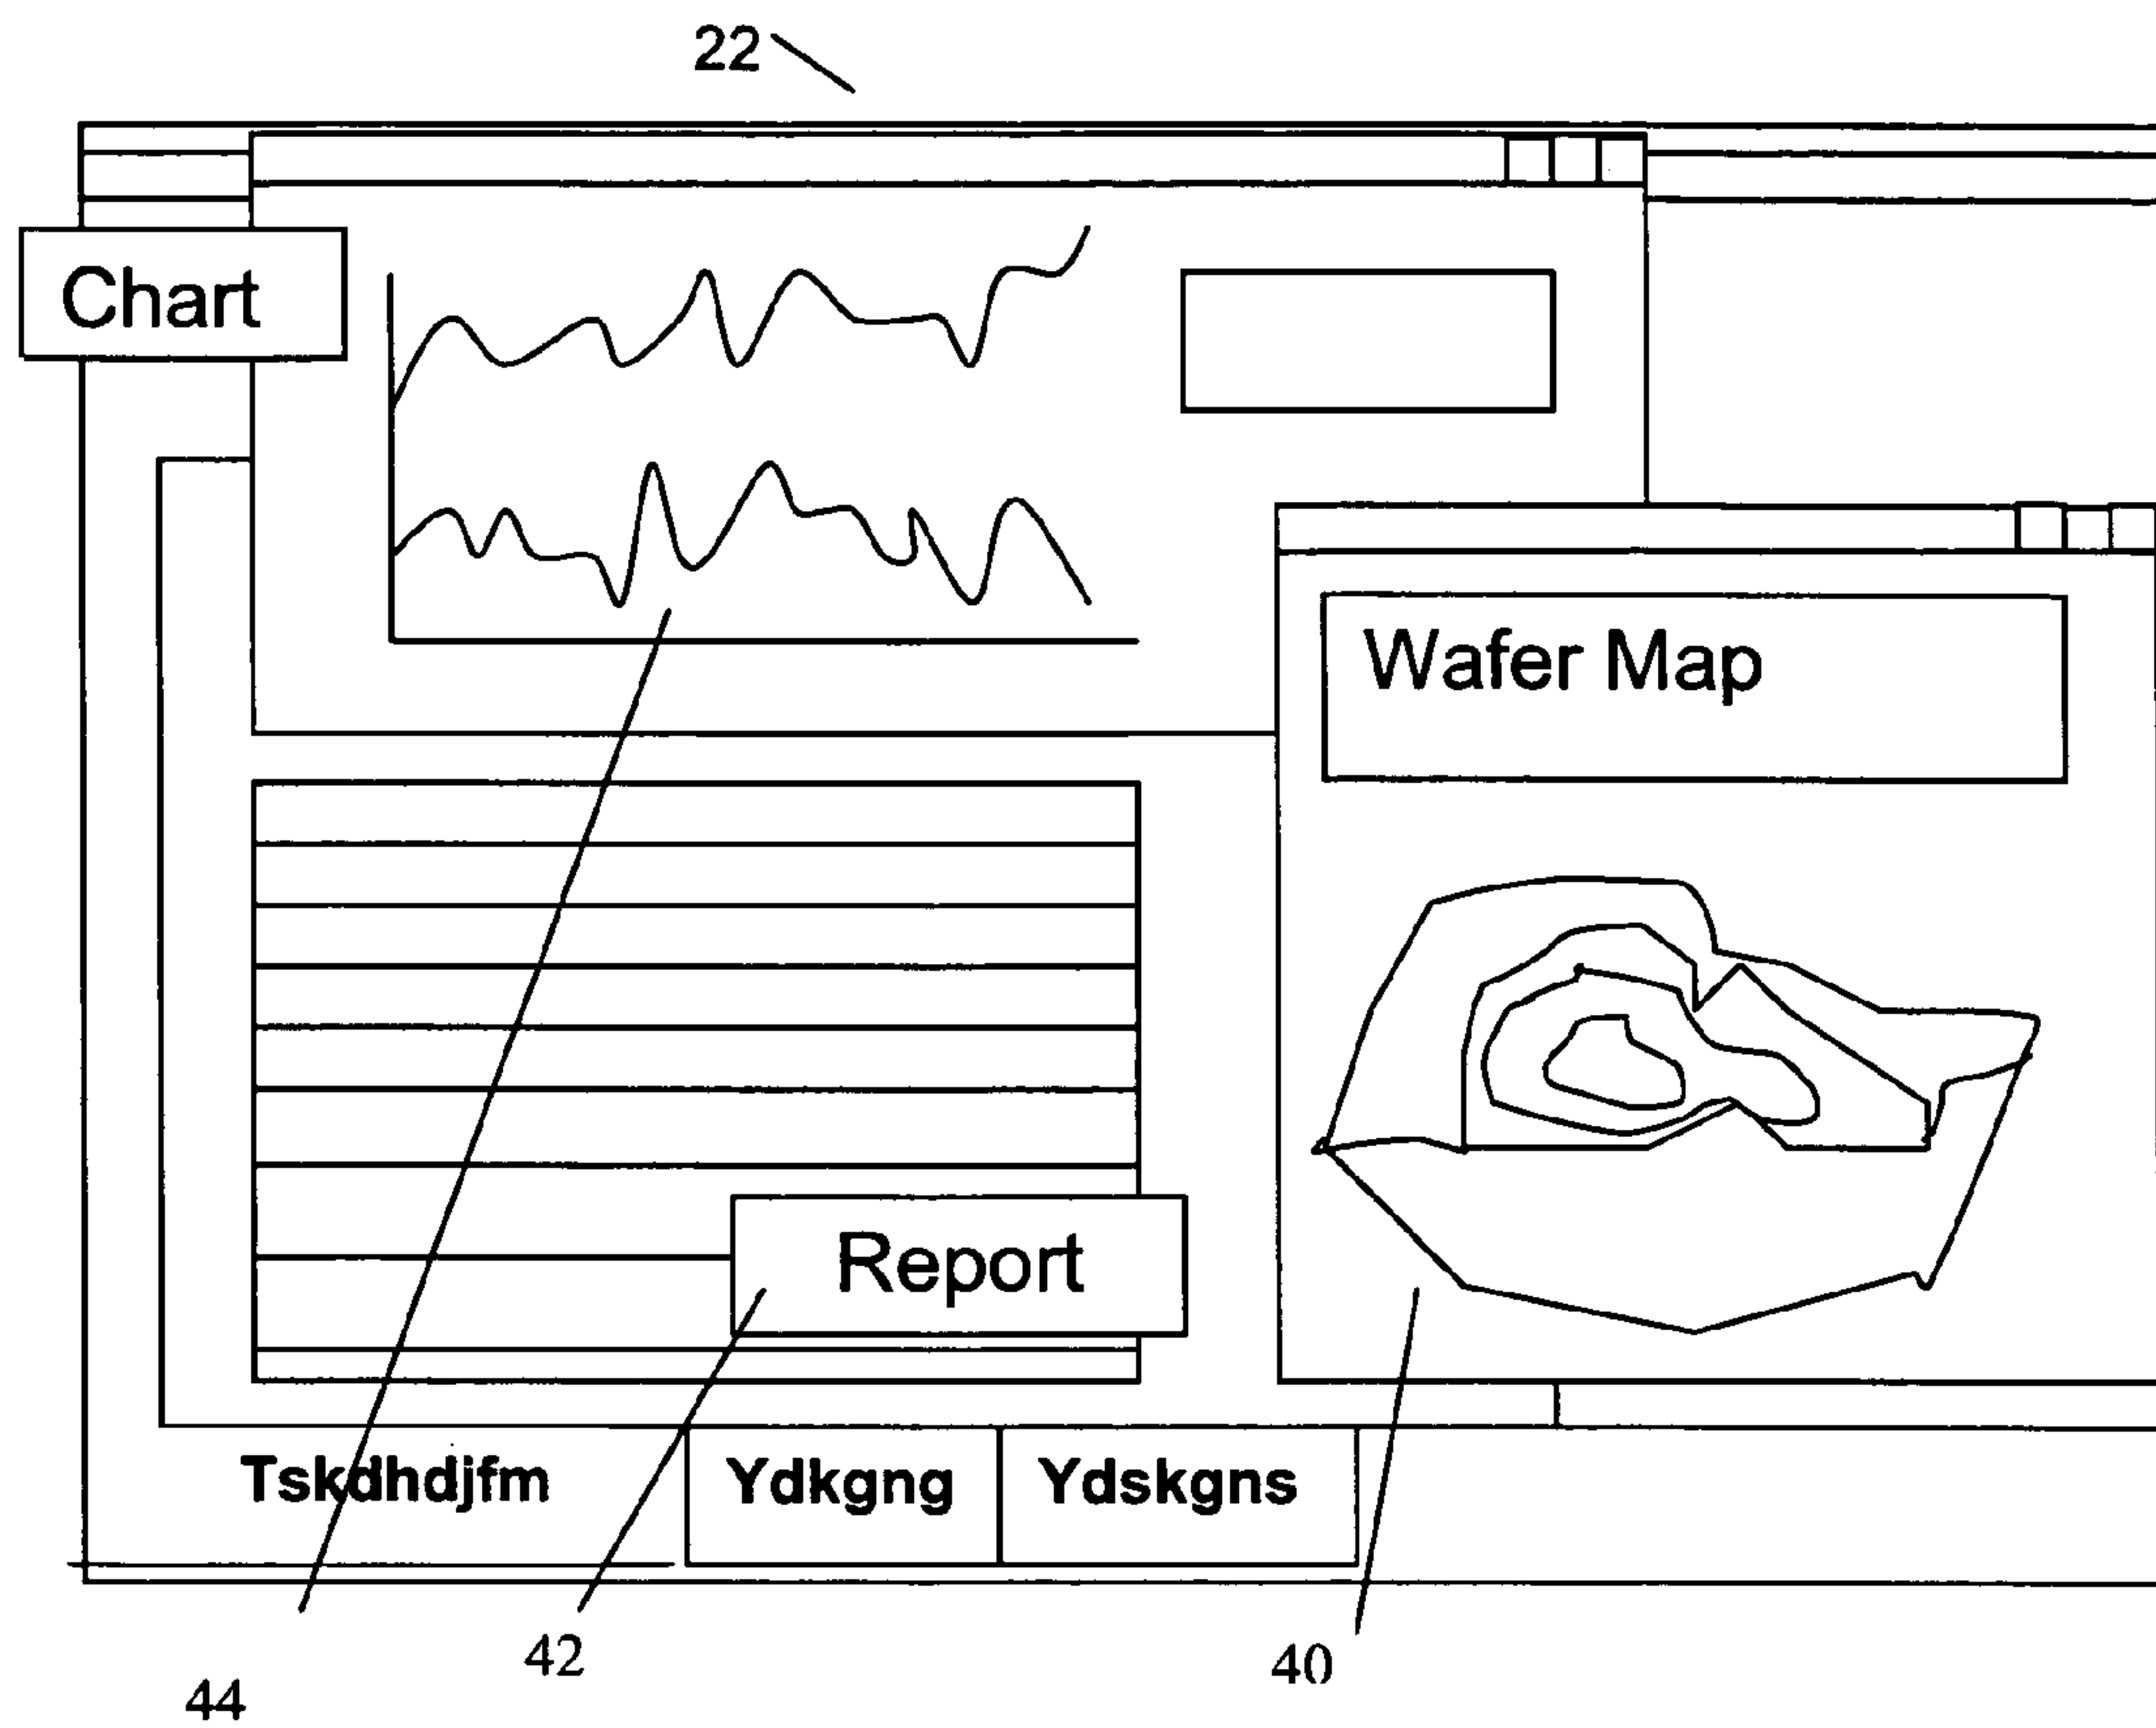 22
Chart
Wafer Map
Report
Tskdhdjfm Ydkgng Ydskgns
42
40
44